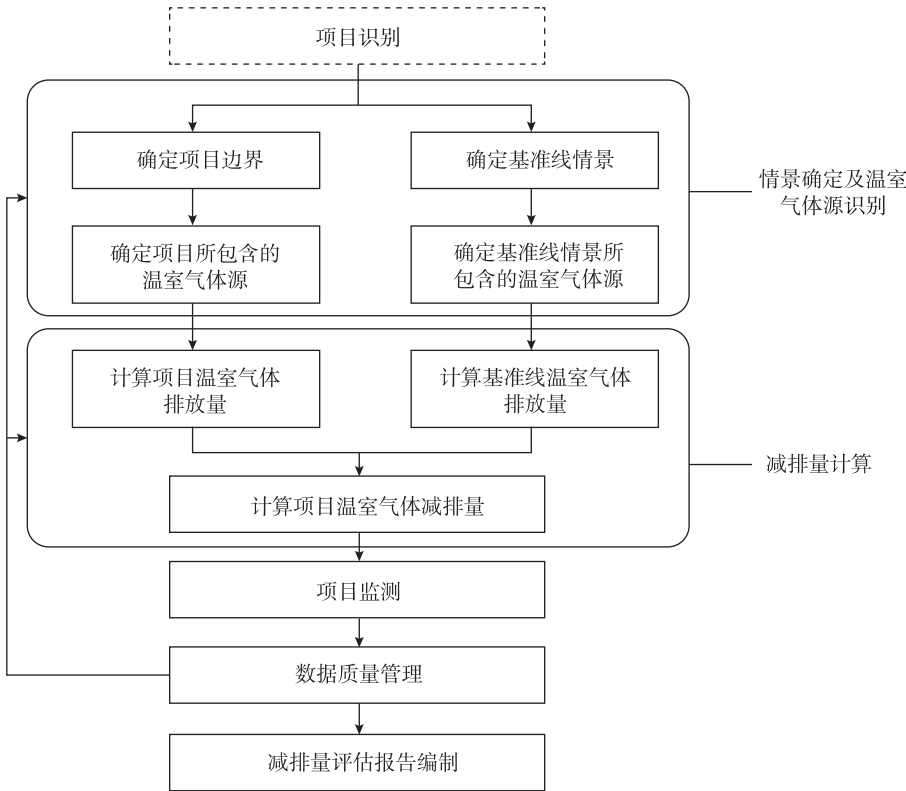 项目识别
确定项目边界
确定基准线情景
情景确定及温室
气体源识别
确定项目所包含的
温室气体源
确定基准线情景所
包含的温室气体源
计算项目温室气体
排放量
计算基准线温室气体
排放量
减排量计算
计算项目温室气体减排量
项目监测
数据质量管理
减排量评估报告编制